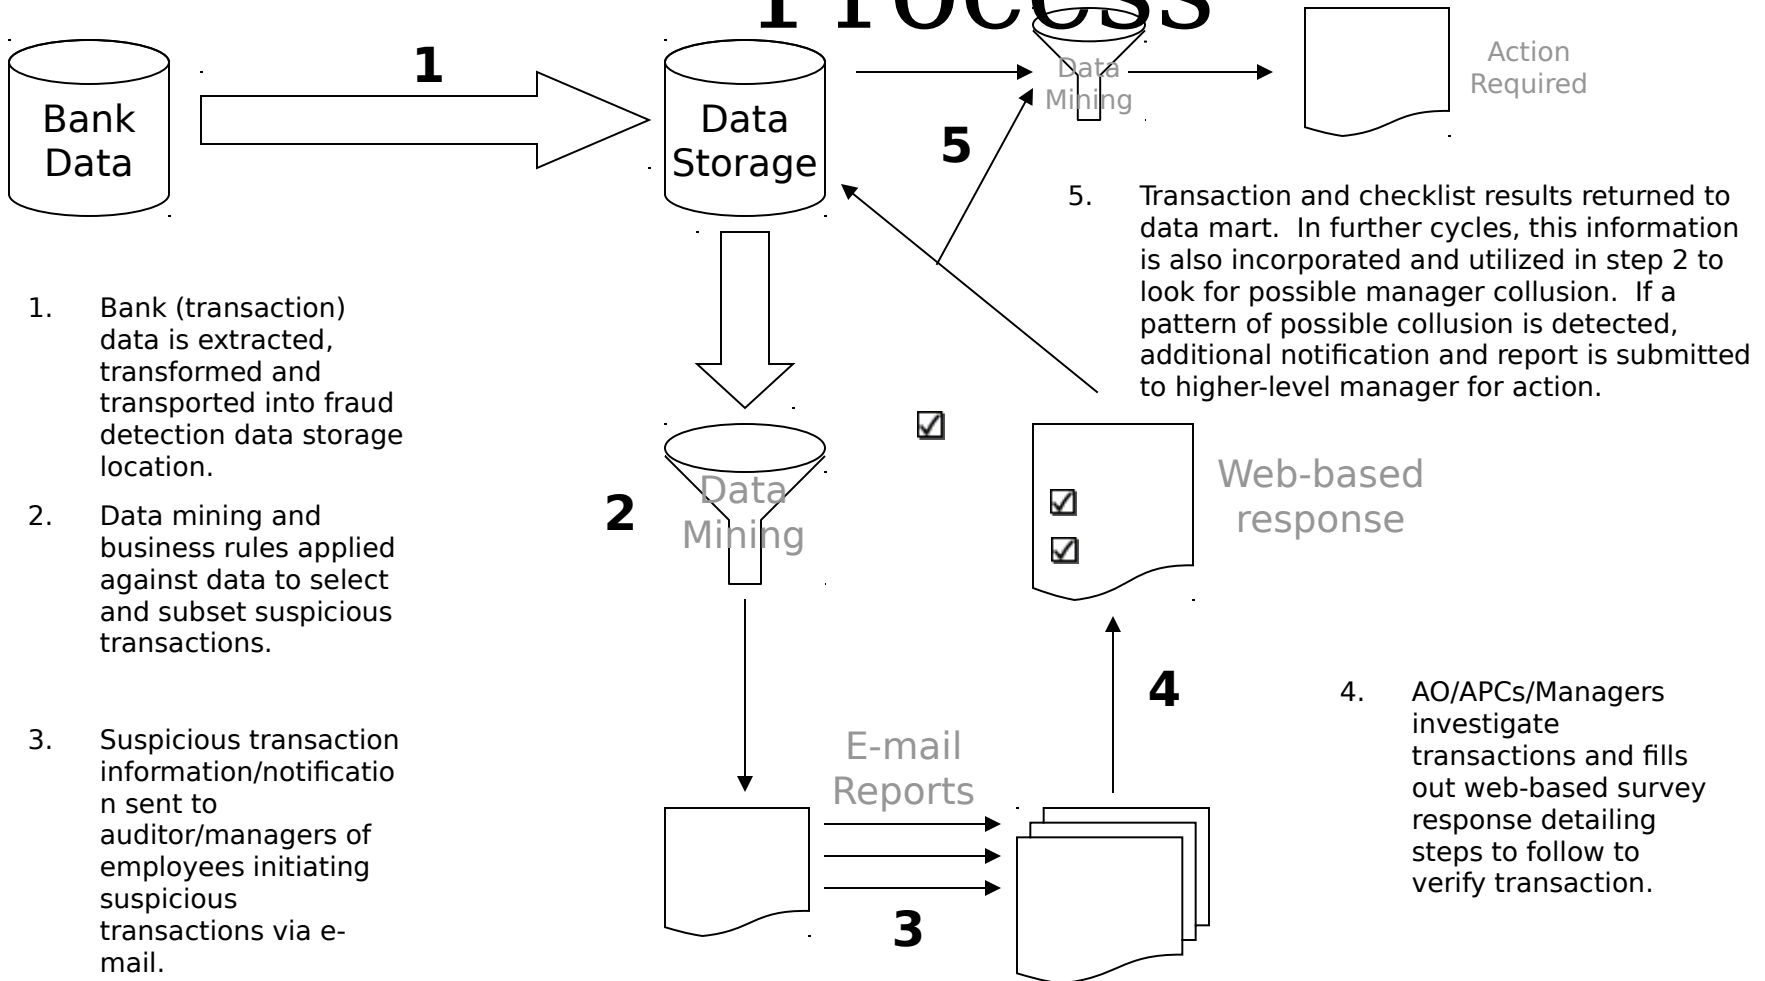 Process
1
Bank
Data
Data
Storage
Data
Mining
Action
Required
5
5. Transaction and checklist results returned to
data mart.  In further cycles, this information
is also incorporated and utilized in step 2 to
look for possible manager collusion.  If a
pattern of possible collusion is detected,
additional notification and report is submitted
to higher-level manager for action.
1. Bank (transaction)
data is extracted,
transformed and
transported into fraud
detection data storage
location.
2. Data mining and
business rules applied
against data to select
and subset suspicious
transactions.
2
Data
Mining
Web-based
response
3. Suspicious transaction
information/notificatio
n sent to
auditor/managers of
employees initiating
suspicious
transactions via e-
mail.
E-mail
Reports
3
4
4. AO/APCs/Managers
investigate
transactions and fills
out web-based survey
response detailing
steps to follow to
verify transaction.